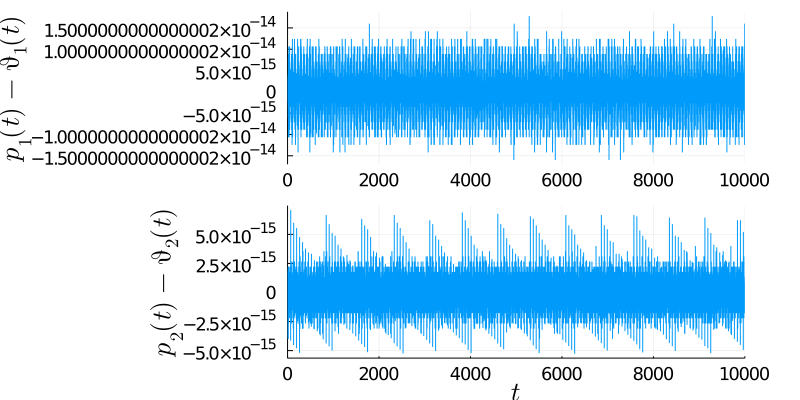 p₁(t) − ϑ₁(t)
1.5000000000000002×10⁻¹⁴
1.0000000000000002×10⁻¹⁴
5.0×10⁻¹⁵
0
−5.0×10⁻¹⁵
−1.0000000000000002×10⁻¹⁴
−1.5000000000000002×10⁻¹⁴
0 2000 4000 6000 8000 10000
p₂(t) − ϑ₂(t)
5.0×10⁻¹⁵
2.5×10⁻¹⁵
0
−2.5×10⁻¹⁵
−5.0×10⁻¹⁵
0 2000 4000 6000 8000 10000
t